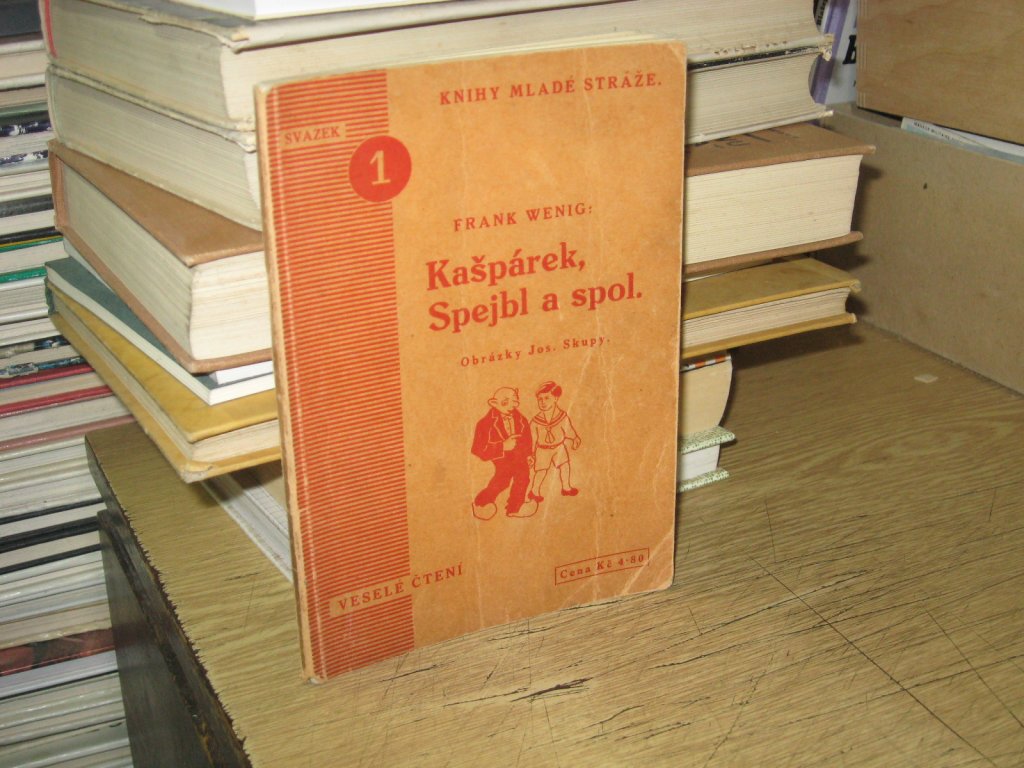 KNIHY MLADÉ STRÁŽE.
SVAZEK
1
FRANK WENIG:
Kašpárek,
Spejbl a spol.
Obrázky Jos. Skupy.
VESELÉ ČTENÍ
Cena Kč 4·80